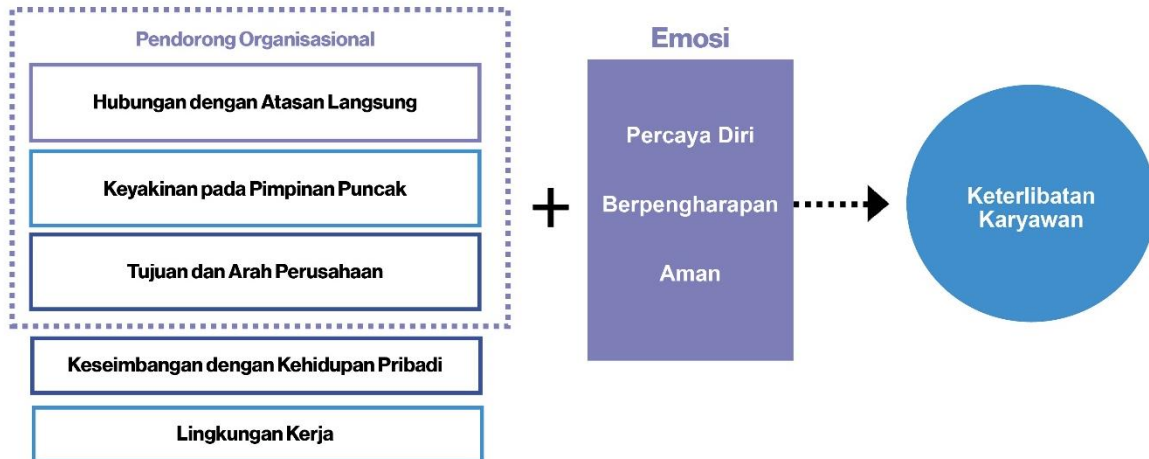 Pendorong Organisasional
Hubungan dengan Atasan Langsung
Keyakinan pada Pimpinan Puncak
Tujuan dan Arah Perusahaan
Keseimbangan dengan Kehidupan Pribadi
Lingkungan Kerja
+
Emosi
Percaya Diri
Berpengharapan
Aman
Keterlibatan
Karyawan